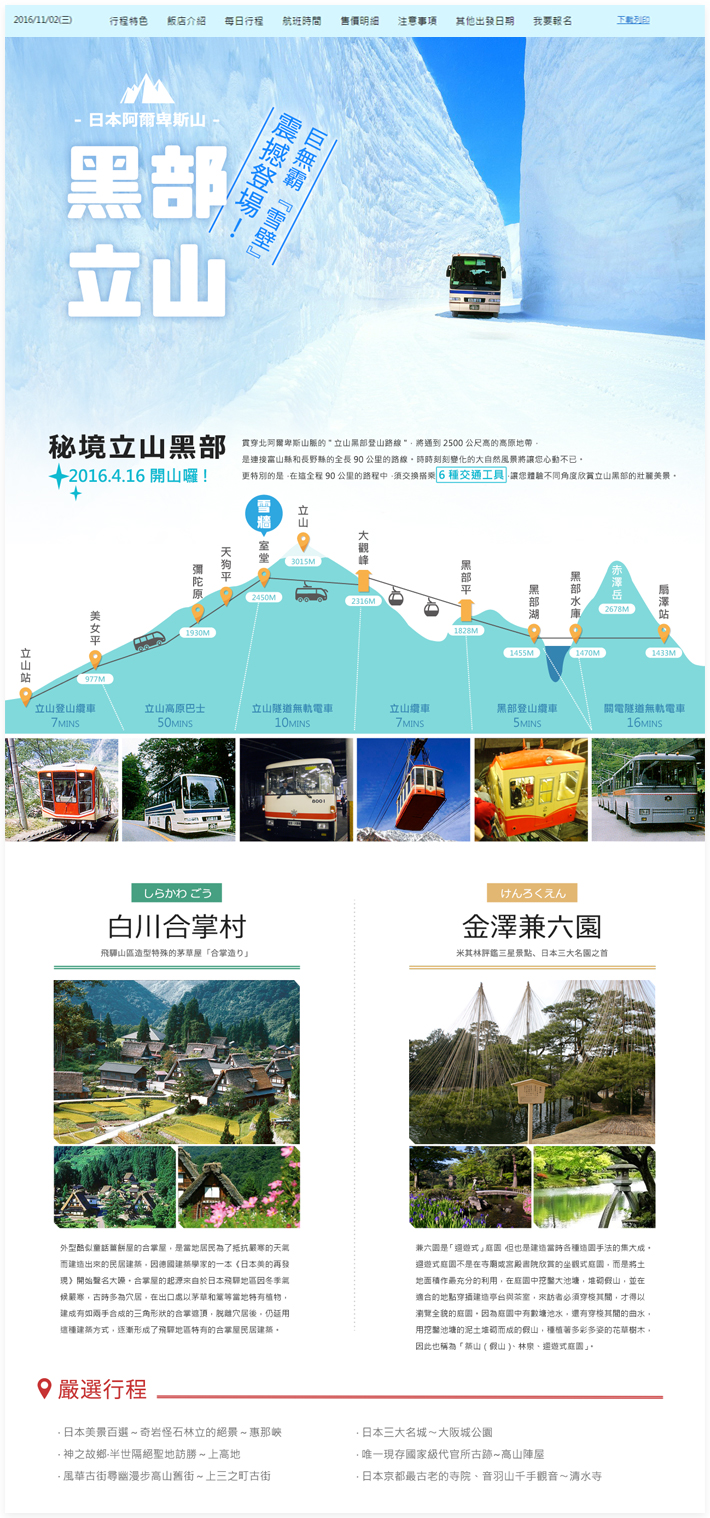 2016/11/02(三)
行程特色 飯店介紹 每日行程 航班時間 售價明細 注意事項 其他出發日期 我要報名 下載列印
- 日本阿爾卑斯山 -
黑部
立山
巨無霸『雪壁』
震撼登場！
秘境立山黑部
2016.4.16 開山囉！
貫穿北阿爾卑斯山脈的＂立山黑部登山路線＂，將通到 2500 公尺高的高原地帶，
是連接富山縣和長野縣的全長 90 公里的路線。時時刻刻變化的大自然風景將讓您心動不已。
更特別的是，在這全程 90 公里的路程中，須交換搭乘 6 種交通工具，讓您體驗不同角度欣賞立山黑部的壯麗美景。
立山站
美女平
977M
彌陀原
1930M
天狗平
雪牆
室堂
2450M
立山
3015M
大觀峰
2316M
黑部平
1828M
黑部湖
1455M
黑部水庫
1470M
赤澤岳
2678M
扇澤站
1433M
立山登山纜車
7MINS
立山高原巴士
50MINS
立山隧道無軌電車
10MINS
立山纜車
7MINS
黑部登山纜車
5MINS
關電隧道無軌電車
16MINS
しらかわ ごう
白川合掌村
飛驒山區造型特殊的茅草屋「合掌造り」
外型酷似童話薑餅屋的合掌屋，是當地居民為了抵抗嚴寒的天氣
而建造出來的民居建築，因德國建築學家的一本《日本美的再發
現》開始聲名大噪。合掌屋的起源來自於日本飛驒地區因冬季氣
候嚴寒，古時多為穴居，在出口處以茅草和黨等當地特有植物，
建成有如兩手合成的三角形狀的合掌遮頂，脫離穴居後，仍延用
這種建築方式，逐漸形成了飛驒地區特有的合掌屋民居建築。
けんろくえん
金澤兼六園
米其林評鑑三星景點、日本三大名園之首
兼六園是「迴遊式」庭園，但也是建造當時各種造園手法的集大成。
迴遊式庭園不是在寺廟或宮殿書院欣賞的坐觀式庭園，而是將土
地面積作最充分的利用，在庭園中挖鑿大池塘，堆砌假山，並在
適合的地點穿插建造亭台與茶室，來訪者必須穿梭其間，才得以
瀏覽全貌的庭園。因為庭園中有數塘池水，還有穿梭其間的曲水，
用挖鑿池塘的泥土堆砌而成的假山，種植著多彩多姿的花草樹木，
因此也稱為「築山（假山）、林泉、迴遊式庭園」。
嚴選行程
· 日本美景百選～奇岩怪石林立的絕景～惠那峽
· 神之故鄉‧半世隔絕聖地訪勝～上高地
· 風華古街尋幽漫步高山舊街～上三之町古街
· 日本三大名城～大阪城公園
· 唯一現存國家級代官所古跡~高山陣屋
· 日本京都最古老的寺院、音羽山千手觀音～清水寺